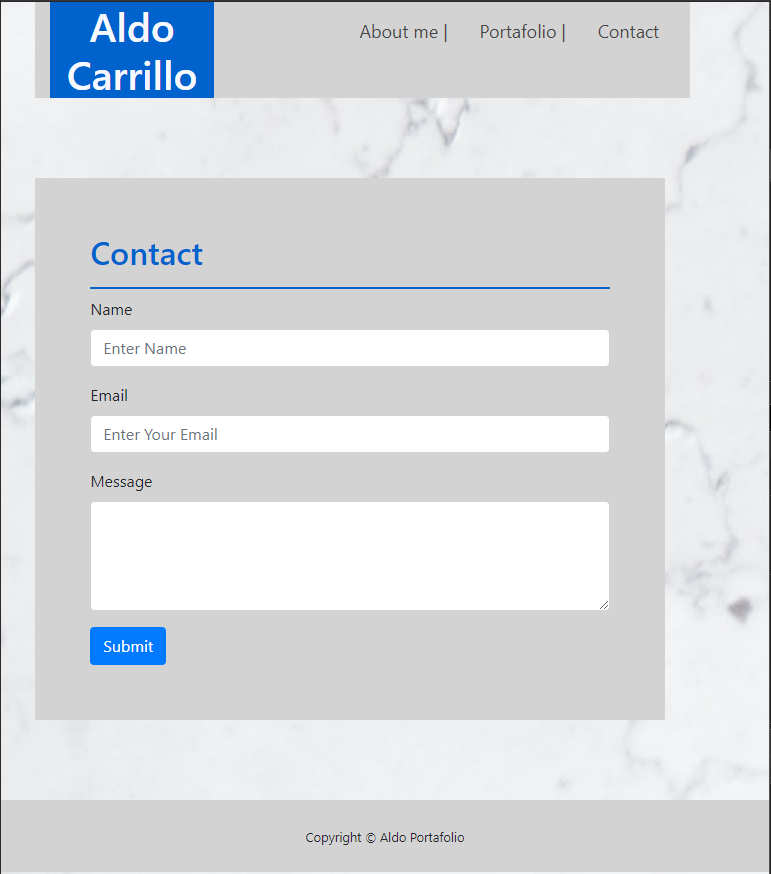 Aldo
Carrillo
About me | Portafolio | Contact
Contact
Name
Enter Name
Email
Enter Your Email
Message
Submit
Copyright © Aldo Portafolio